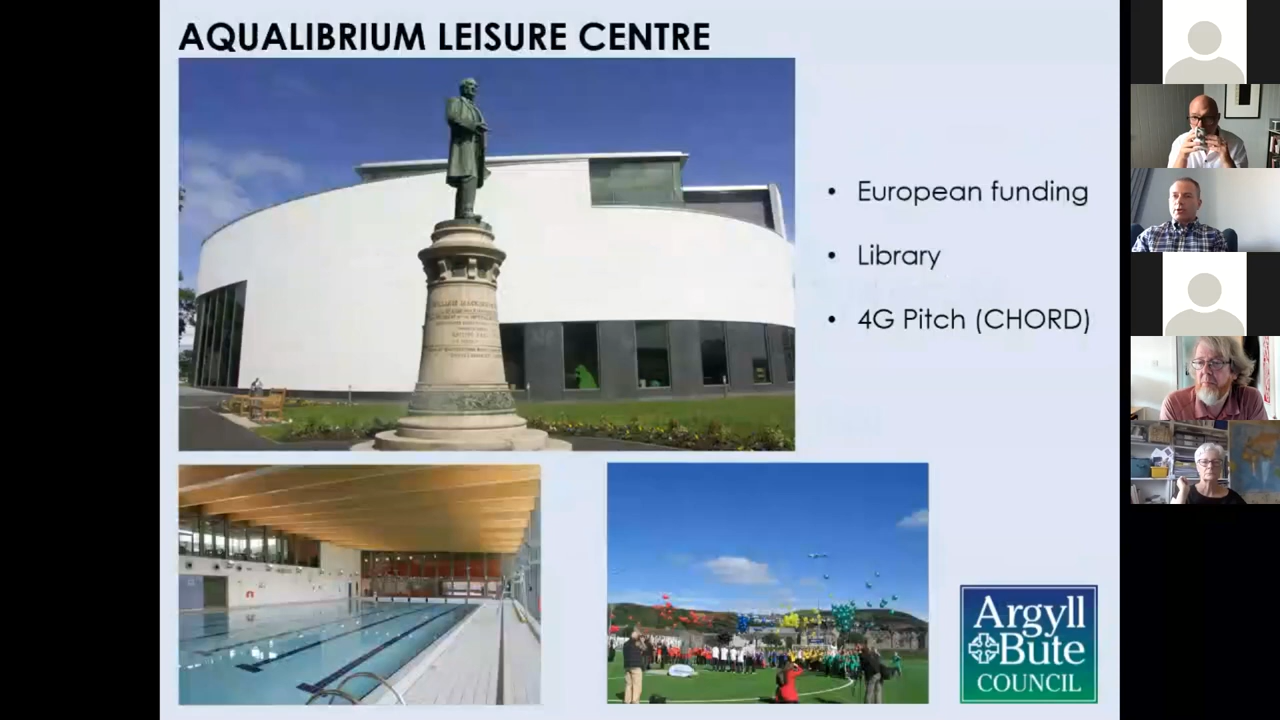 AQUALIBRIUM LEISURE CENTRE
• European funding
• Library
• 4G Pitch (CHORD)
Argyll
Bute
COUNCIL